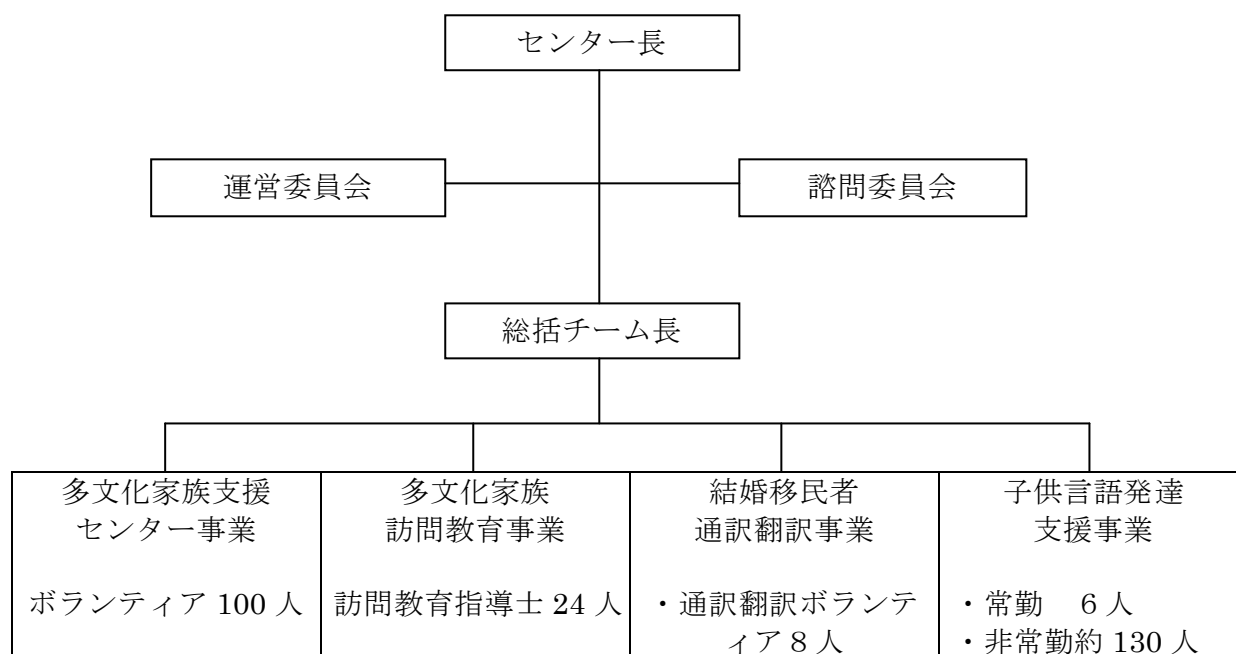 センター長
運営委員会
諮問委員会
総括チーム長
多文化家族支援
センター事業
ボランティア 100 人
多文化家族
訪問教育事業
訪問教育指導士 24 人
結婚移民者
通訳翻訳事業
・通訳翻訳ボランテ
ィア８人
子供言語発達
支援事業
・常勤　６人
・非常勤約 130 人